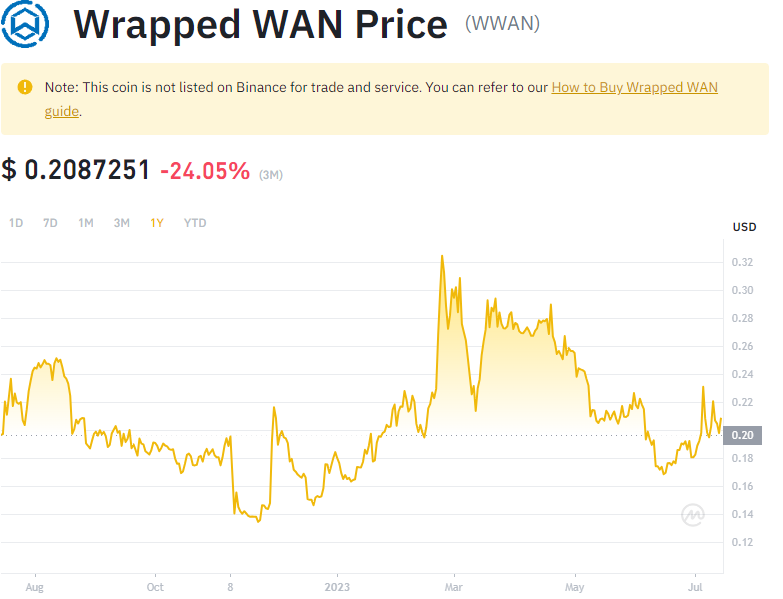 Wrapped WAN Price (WWAN)
Note: This coin is not listed on Binance for trade and service. You can refer to our How to Buy Wrapped WAN
guide.
$ 0.2087251 -24.05% (3M)
1D 7D 1M 3M 1Y YTD
USD
0.32
0.30
0.28
0.26
0.24
0.22
0.20
0.18
0.16
0.14
0.12
Aug Oct 8 2023 Mar May Jul